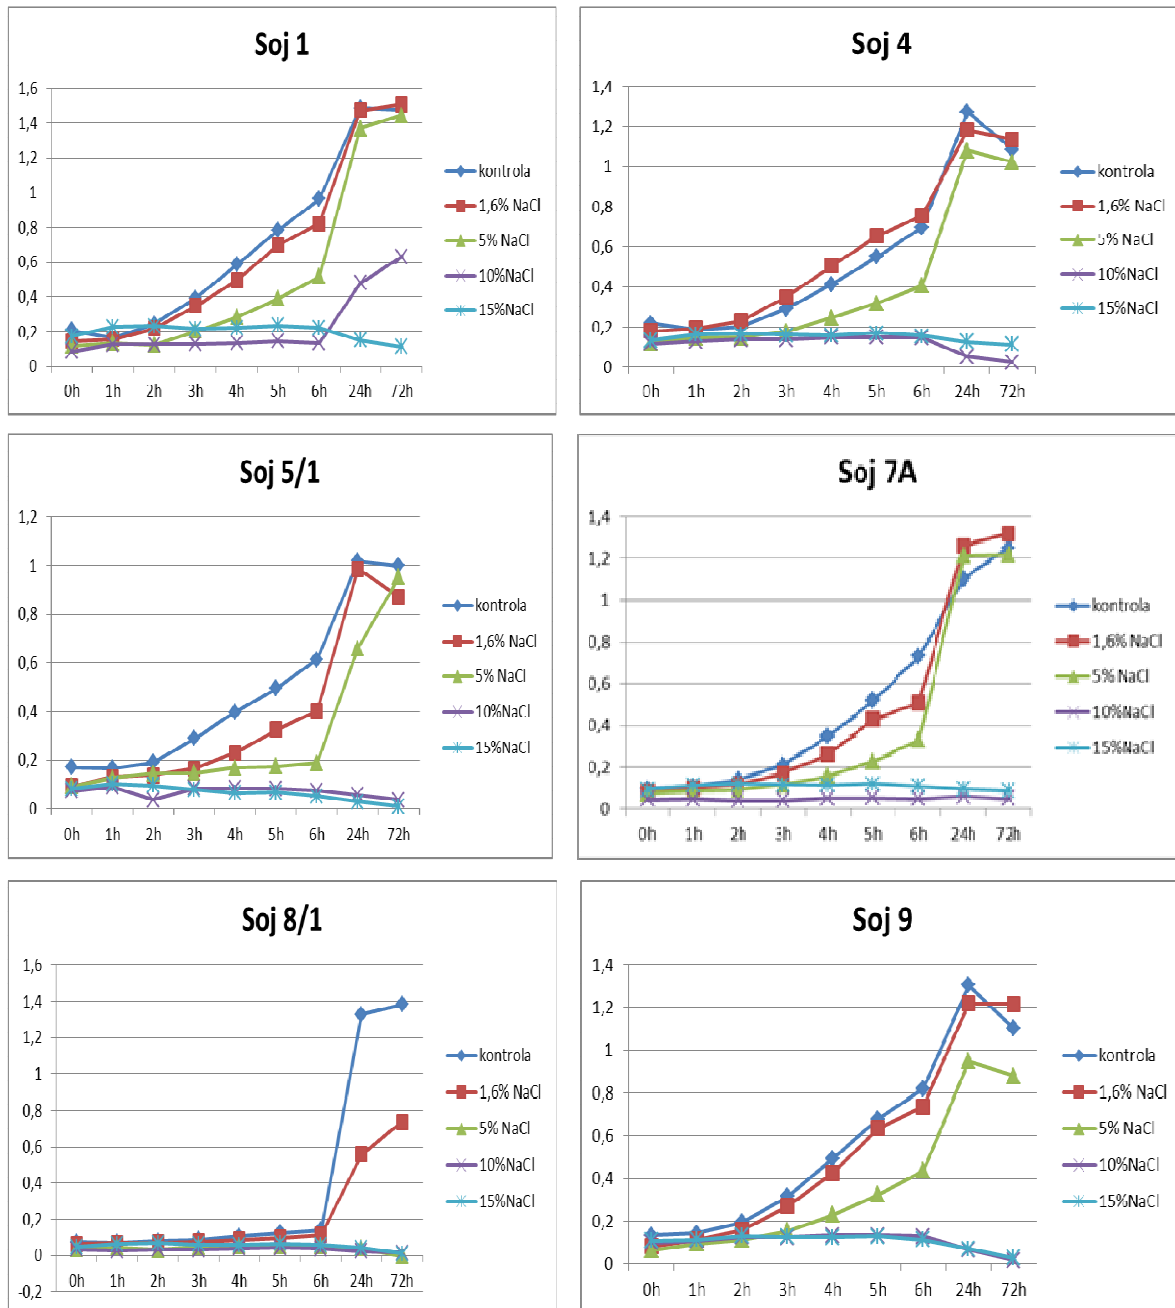 Soj 1
1,6
1,4
1,2
1
0,8
0,6
0,4
0,2
0
0h 1h 2h 3h 4h 5h 6h 24h 72h
kontrola
1,6% NaCl
5% NaCl
10%NaCl
15%NaCl
Soj 4
1,4
1,2
1
0,8
0,6
0,4
0,2
0
0h 1h 2h 3h 4h 5h 6h 24h 72h
kontrola
1,6% NaCl
5% NaCl
10%NaCl
15%NaCl
Soj 5/1
1,2
1
0,8
0,6
0,4
0,2
0
0h 1h 2h 3h 4h 5h 6h 24h 72h
kontrola
1,6% NaCl
5% NaCl
10%NaCl
15%NaCl
Soj 7A
1,4
1,2
1
0,8
0,6
0,4
0,2
0
0h 1h 2h 3h 4h 5h 6h 24h 72h
kontrola
1,6% NaCl
5% NaCl
10%NaCl
15%NaCl
Soj 8/1
1,6
1,4
1,2
1
0,8
0,6
0,4
0,2
0
-0,2
0h 1h 2h 3h 4h 5h 6h 24h 72h
kontrola
1,6% NaCl
5% NaCl
10%NaCl
15%NaCl
Soj 9
1,4
1,2
1
0,8
0,6
0,4
0,2
0
0h 1h 2h 3h 4h 5h 6h 24h 72h
kontrola
1,6% NaCl
5% NaCl
10%NaCl
15%NaCl